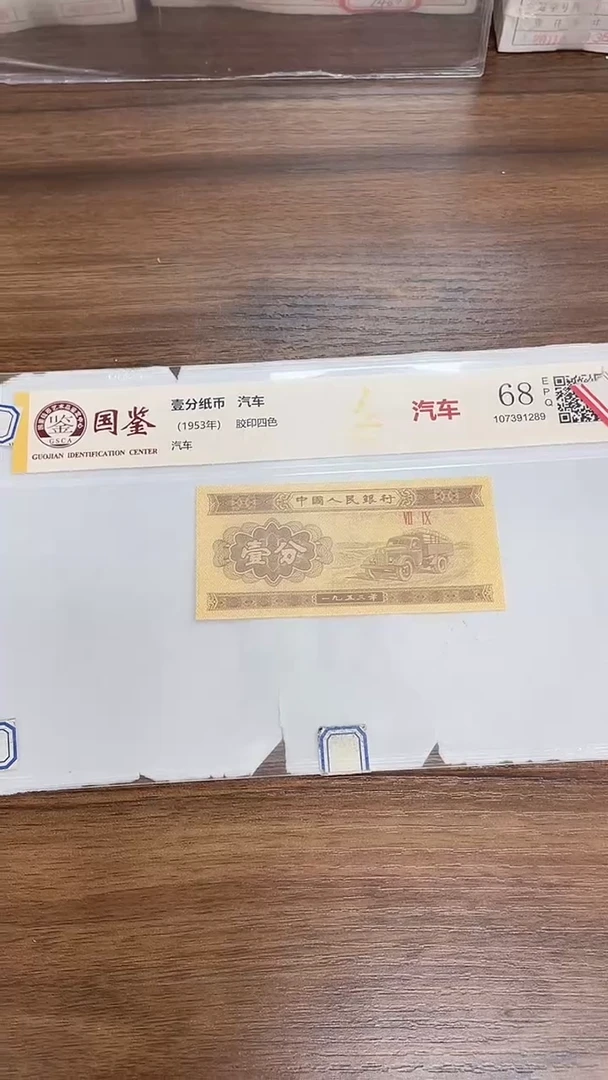 国鉴
GSCA
GUOJIAN IDENTIFICATION CENTER
壹分纸币 汽车
(1953年) 胶印四色
汽车
汽车
68
EPQ
107391289
中國人民銀行
VII IX
壹分
一九五三年